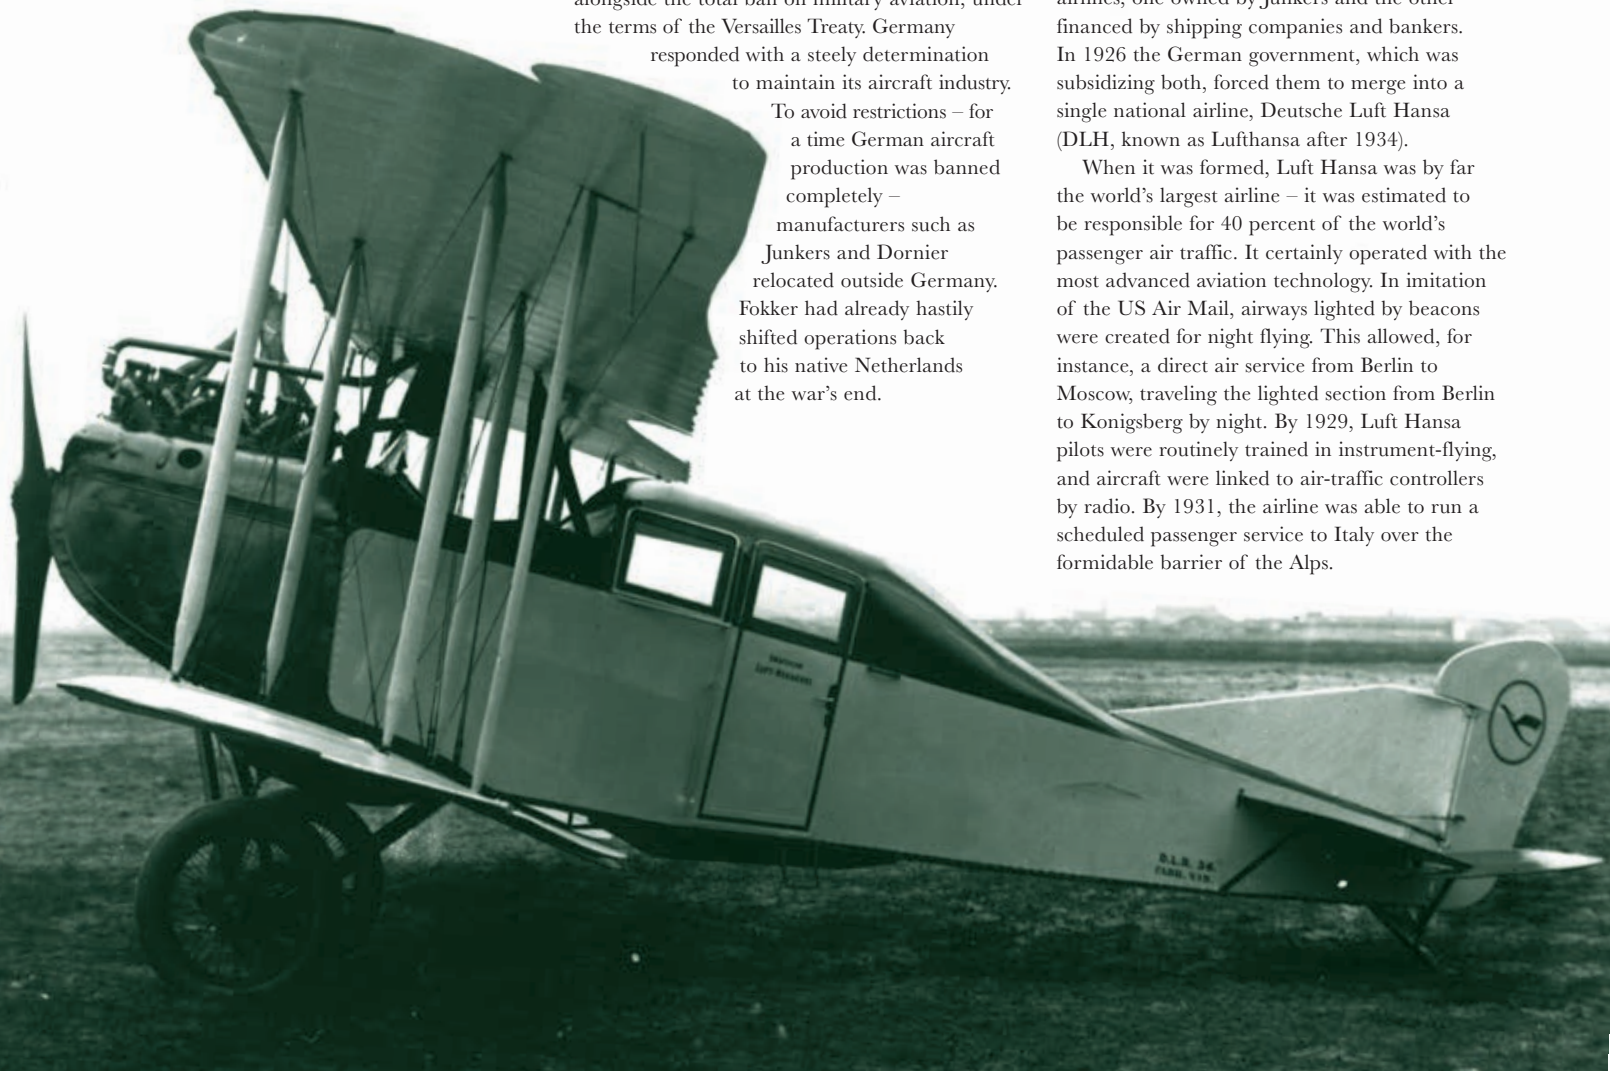 alongside the total ban on military aviation, under
the terms of the Versailles Treaty. Germany
responded with a steely determination
to maintain its aircraft industry.
To avoid restrictions – for
a time German aircraft
production was banned
completely –
manufacturers such as
Junkers and Dornier
relocated outside Germany.
Fokker had already hastily
shifted operations back
to his native Netherlands
at the war's end.
airlines, one owned by Junkers and the other
financed by shipping companies and bankers.
In 1926 the German government, which was
subsidizing both, forced them to merge into a
single national airline, Deutsche Luft Hansa
(DLH, known as Lufthansa after 1934).
When it was formed, Luft Hansa was by far
the world's largest airline – it was estimated to
be responsible for 40 percent of the world's
passenger air traffic. It certainly operated with the
most advanced aviation technology. In imitation
of the US Air Mail, airways lighted by beacons
were created for night flying. This allowed, for
instance, a direct air service from Berlin to
Moscow, traveling the lighted section from Berlin
to Konigsberg by night. By 1929, Luft Hansa
pilots were routinely trained in instrument-flying,
and aircraft were linked to air-traffic controllers
by radio. By 1931, the airline was able to run a
scheduled passenger service to Italy over the
formidable barrier of the Alps.
D.L.R.